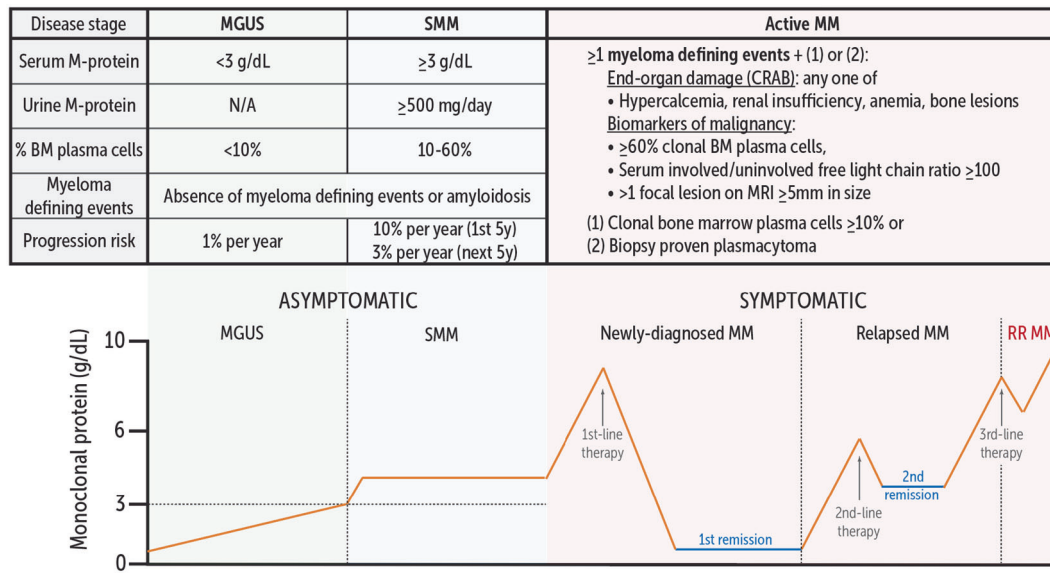 Disease stage MGUS SMM Active MM
Serum M-protein <3 g/dL ≥3 g/dL
Urine M-protein N/A ≥500 mg/day
% BM plasma cells <10% 10-60%
Myeloma
defining events
Absence of myeloma defining events or amyloidosis
Progression risk 1% per year
10% per year (1st 5y)
3% per year (next 5y)
≥1 myeloma defining events + (1) or (2):
End-organ damage (CRAB): any one of
• Hypercalcemia, renal insufficiency, anemia, bone lesions
Biomarkers of malignancy:
• ≥60% clonal BM plasma cells,
• Serum involved/uninvolved free light chain ratio ≥100
• >1 focal lesion on MRI ≥5mm in size
(1) Clonal bone marrow plasma cells ≥10% or
(2) Biopsy proven plasmacytoma
ASYMPTOMATIC SYMPTOMATIC
MGUS SMM Newly-diagnosed MM Relapsed MM RR MM
Monoclonal protein (g/dL)
10
6
3
0
1st-line
therapy
1st remission
2nd-line
therapy
2nd
remission
3rd-line
therapy